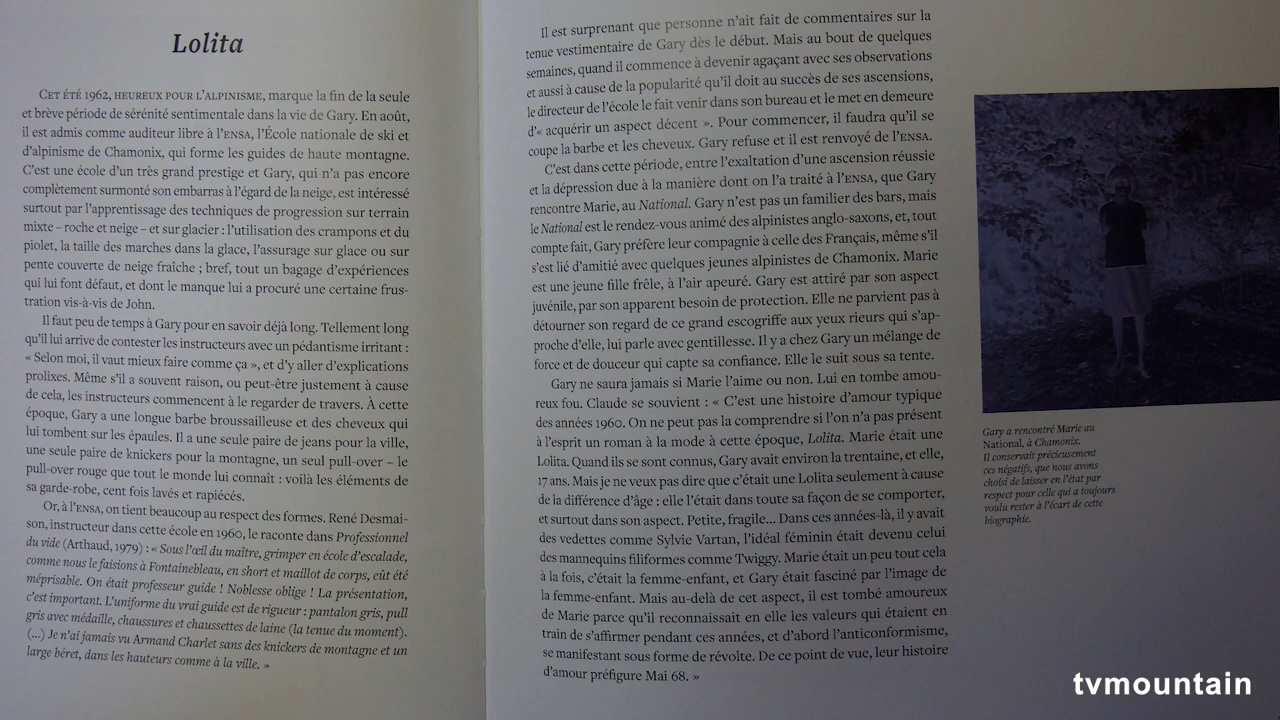 Lolita
CET ÉTÉ 1962, HEUREUX POUR L'ALPINISME, marque la fin de la seule
et brève période de sérénité sentimentale dans la vie de Gary. En août,
il est admis comme auditeur libre à l'ENSA, l'École nationale de ski et
d'alpinisme de Chamonix, qui forme les guides de haute montagne.
C'est une école d'un très grand prestige et Gary, qui n'a pas encore
complètement surmonté son embarras à l'égard de la neige, est intéressé
surtout par l'apprentissage des techniques de progression sur terrain
mixte – roche et neige – et sur glacier : l'utilisation des crampons et du
piolet, la taille des marches dans la glace, l'assurage sur glace ou sur
pente couverte de neige fraîche ; bref, tout un bagage d'expériences
qui lui font défaut, et dont le manque lui a procuré une certaine frus-
tration vis-à-vis de John.
Il faut peu de temps à Gary pour en savoir déjà long. Tellement long
qu'il lui arrive de contester les instructeurs avec un pédantisme irritant :
« Selon moi, il vaut mieux faire comme ça », et d'y aller d'explications
prolixes. Même s'il a souvent raison, ou peut-être justement à cause
de cela, les instructeurs commencent à le regarder de travers. À cette
époque, Gary a une longue barbe broussailleuse et des cheveux qui
lui tombent sur les épaules. Il a une seule paire de jeans pour la ville,
une seule paire de knickers pour la montagne, un seul pull-over – le
pull-over rouge que tout le monde lui connaît : voilà les éléments de
sa garde-robe, cent fois lavés et rapiécés.
Or, à l'ENSA, on tient beaucoup au respect des formes. René Desmai-
son, instructeur dans cette école en 1960, le raconte dans Professionnel
du vide (Arthaud, 1979) : « Sous l'œil du maître, grimper en école d'escalade,
comme nous le faisions à Fontainebleau, en short et maillot de corps, eût été
méprisable. On était professeur guide ! Noblesse oblige ! La présentation,
c'est important. L'uniforme du vrai guide est de rigueur : pantalon gris, pull
gris avec médaille, chaussures et chaussettes de laine (la tenue du moment).
(...) Je n'ai jamais vu Armand Charlet sans des knickers de montagne et un
large béret, dans les hauteurs comme à la ville. »
Il est surprenant que personne n'ait fait de commentaires sur la
tenue vestimentaire de Gary dès le début. Mais au bout de quelques
semaines, quand il commence à devenir agaçant avec ses observations
et aussi à cause de la popularité qu'il doit au succès de ses ascensions,
le directeur de l'école le fait venir dans son bureau et le met en demeure
d'« acquérir un aspect décent ». Pour commencer, il faudra qu'il se
coupe la barbe et les cheveux. Gary refuse et il est renvoyé de l'ENSA.
C'est dans cette période, entre l'exaltation d'une ascension réussie
et la dépression due à la manière dont on l'a traité à l'ENSA, que Gary
rencontre Marie, au National. Gary n'est pas un familier des bars, mais
le National est le rendez-vous animé des alpinistes anglo-saxons, et, tout
compte fait, Gary préfère leur compagnie à celle des Français, même s'il
s'est lié d'amitié avec quelques jeunes alpinistes de Chamonix. Marie
est une jeune fille frêle, à l'air apeuré. Gary est attiré par son aspect
juvénile, par son apparent besoin de protection. Elle ne parvient pas à
détourner son regard de ce grand escogriffe aux yeux rieurs qui s'ap-
proche d'elle, lui parle avec gentillesse. Il y a chez Gary un mélange de
force et de douceur qui capte sa confiance. Elle le suit sous sa tente.
Gary ne saura jamais si Marie l'aime ou non. Lui en tombe amou-
reux fou. Claude se souvient : « C'est une histoire d'amour typique
des années 1960. On ne peut pas la comprendre si l'on n'a pas présent
à l'esprit un roman à la mode à cette époque, Lolita. Marie était une
Lolita. Quand ils se sont connus, Gary avait environ la trentaine, et elle,
17 ans. Mais je ne veux pas dire que c'était une Lolita seulement à cause
de la différence d'âge : elle l'était dans toute sa façon de se comporter,
et surtout dans son aspect. Petite, fragile... Dans ces années-là, il y avait
des vedettes comme Sylvie Vartan, l'idéal féminin était devenu celui
des mannequins filiformes comme Twiggy. Marie était un peu tout cela
à la fois, c'était la femme-enfant, et Gary était fasciné par l'image de
la femme-enfant. Mais au-delà de cet aspect, il est tombé amoureux
de Marie parce qu'il reconnaissait en elle les valeurs qui étaient en
train de s'affirmer pendant ces années, et d'abord l'anticonformisme,
se manifestant sous forme de révolte. De ce point de vue, leur histoire
d'amour préfigure Mai 68. »
Gary a rencontré Marie au
National, à Chamonix.
Il conservait précieusement
ces négatifs, que nous avons
choisi de laisser en l'état par
respect pour celle qui a toujours
voulu rester à l'écart de cette
biographie.
tvmountain